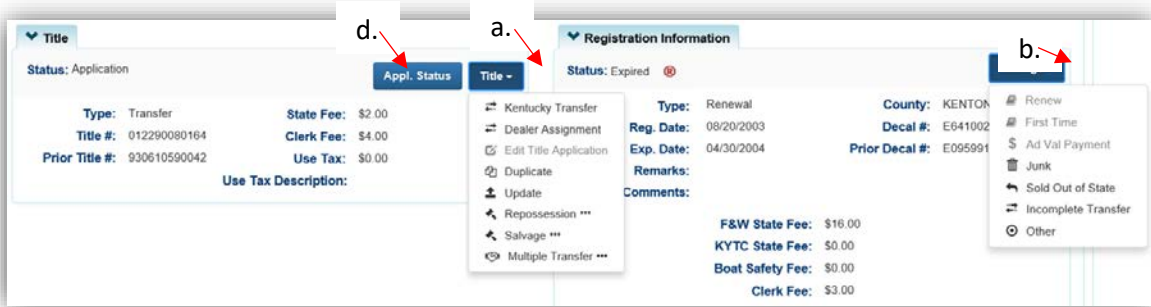 d.
a.
b.
Title
Status: Application
Appl. Status
Title
Type: Transfer
State Fee: $2.00
Title #: 012290080164
Clerk Fee: $4.00
Prior Title #: 930610590042
Use Tax: $0.00
Use Tax Description:
Kentucky Transfer
Dealer Assignment
Edit Title Application
Duplicate
Update
Repossession •••
Salvage •••
Multiple Transfer •••
Registration Information
Status: Expired
Type: Renewal
County: KENTON
Reg. Date: 08/20/2003
Decal #: E641002
Exp. Date: 04/30/2004
Prior Decal #: E095991
Remarks:
Comments:
F&W State Fee: $16.00
KYTC State Fee: $0.00
Boat Safety Fee: $0.00
Clerk Fee: $3.00
Renew
First Time
Ad Val Payment
Junk
Sold Out of State
Incomplete Transfer
Other